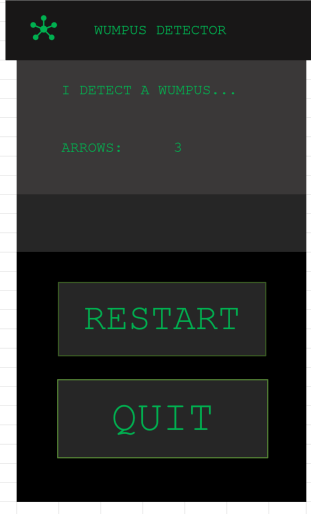 WUMPUS DETECTOR
I DETECT A WUMPUS...
ARROWS: 3
RESTART
QUIT